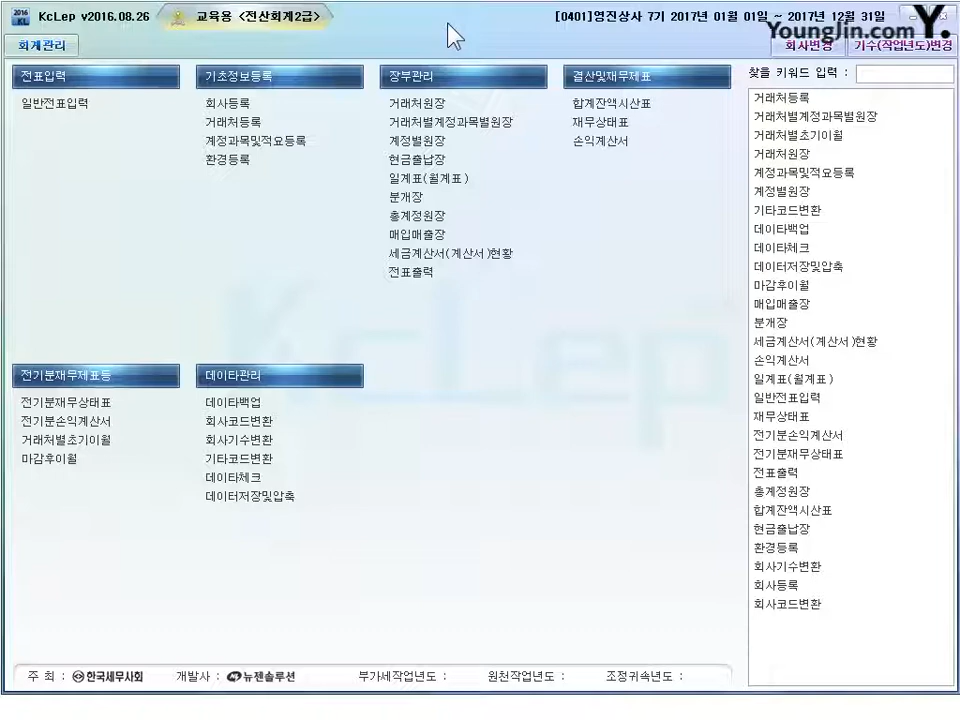 2016 KL KcLep v2016.08.26 교육용 <전산회계2급> [0401]영진상사 7기 2017년 01월 01일 ~ 2017년 12월 31일
YoungJin.com Y.
회계관리 회사변경 기수(작업년도)변경
전표입력
일반전표입력
기초정보등록
회사등록
거래처등록
계정과목및적요등록
환경등록
장부관리
거래처원장
거래처별계정과목별원장
계정별원장
현금출납장
일계표(월계표)
분개장
총계정원장
매입매출장
세금계산서(계산서)현황
전표출력
결산및재무제표
합계잔액시산표
재무상태표
손익계산서
전기분재무제표등
전기분재무상태표
전기분손익계산서
거래처별초기이월
마감후이월
데이타관리
데이타백업
회사코드변환
회사기수변환
기타코드변환
데이타체크
데이터저장및압축
찾을 키워드 입력 :
거래처등록
거래처별계정과목별원장
거래처별초기이월
거래처원장
계정과목및적요등록
계정별원장
기타코드변환
데이타백업
데이타체크
데이터저장및압축
마감후이월
매입매출장
분개장
세금계산서(계산서)현황
손익계산서
일계표(월계표)
일반전표입력
재무상태표
전기분손익계산서
전기분재무상태표
전표출력
총계정원장
합계잔액시산표
현금출납장
환경등록
회사기수변환
회사등록
회사코드변환
KcLep
주 최 : 한국세무사회 개발사 : 뉴젠솔루션 부가세작업년도 : 원천작업년도 : 조정귀속년도 :